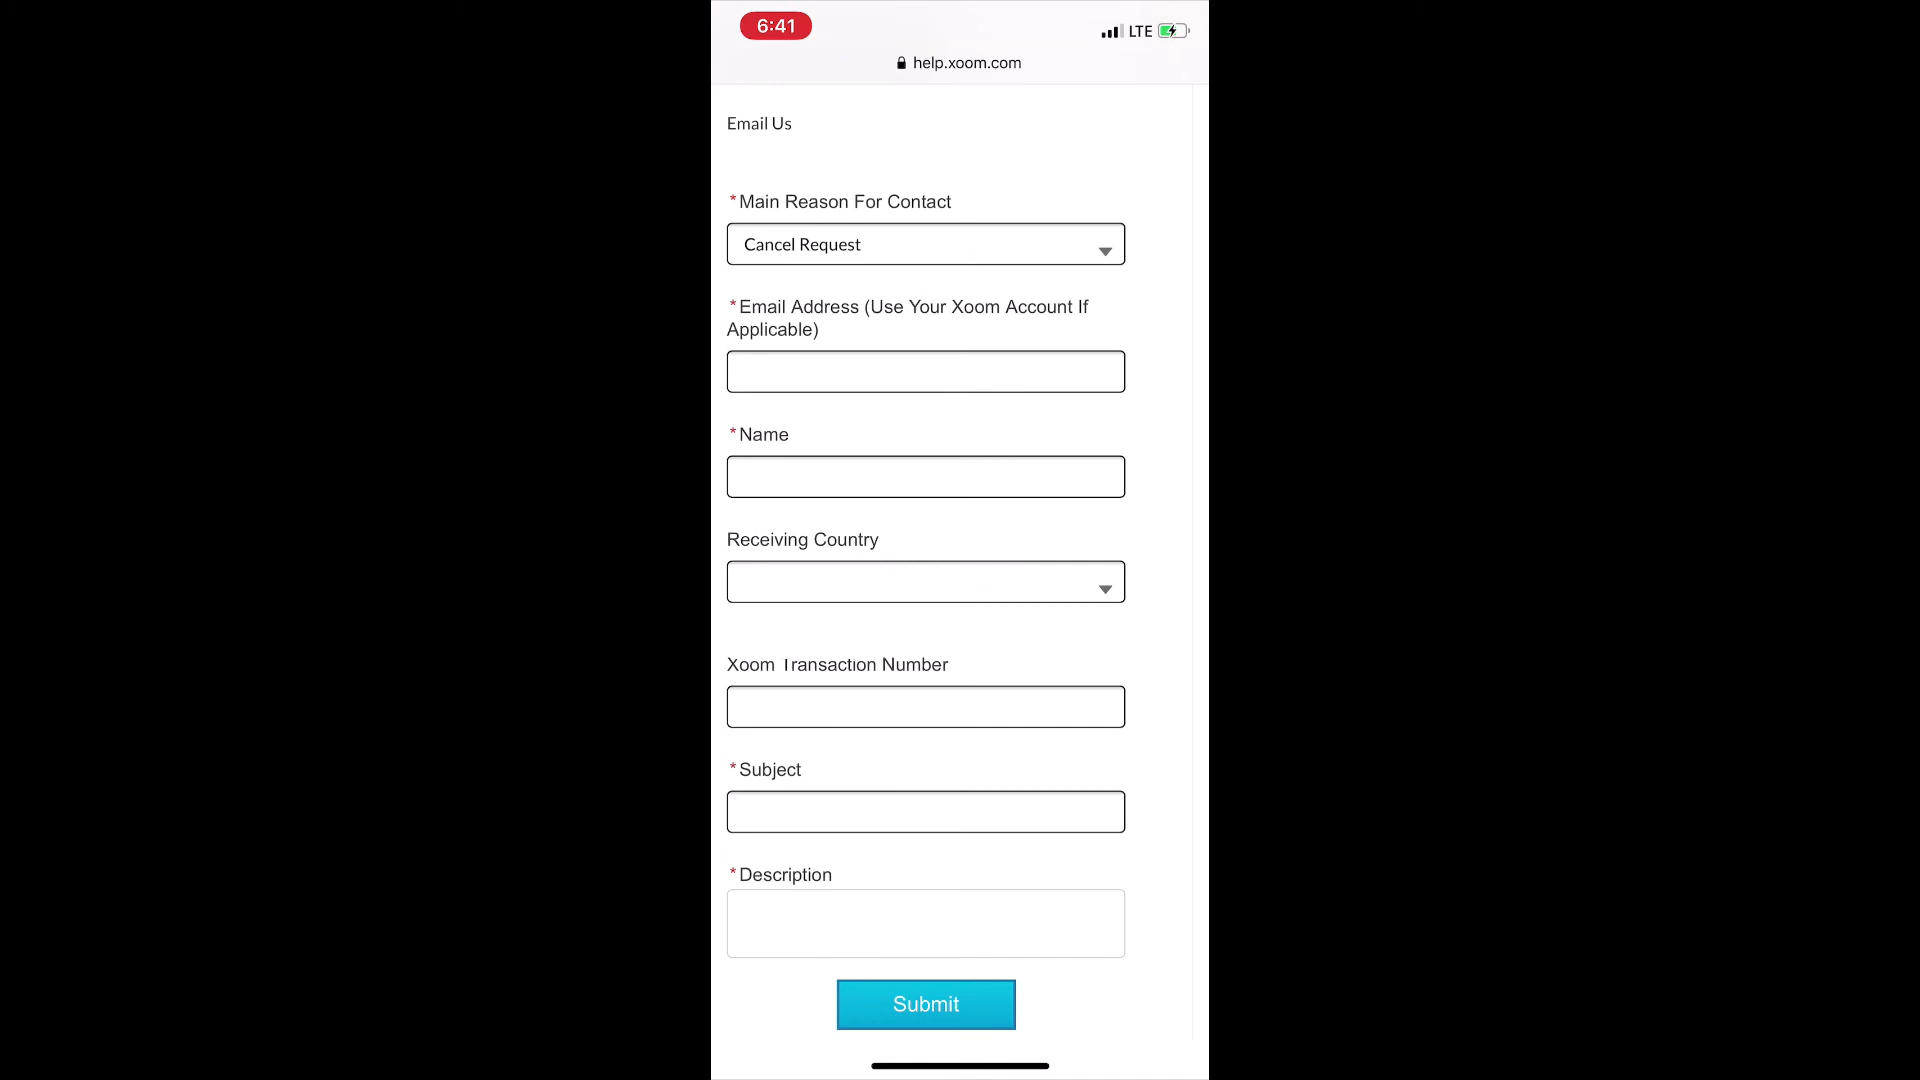 6:41
LTE
help.xoom.com
Email Us
*Main Reason For Contact
Cancel Request
*Email Address (Use Your Xoom Account If
Applicable)
*Name
Receiving Country
Xoom Transaction Number
*Subject
*Description
Submit